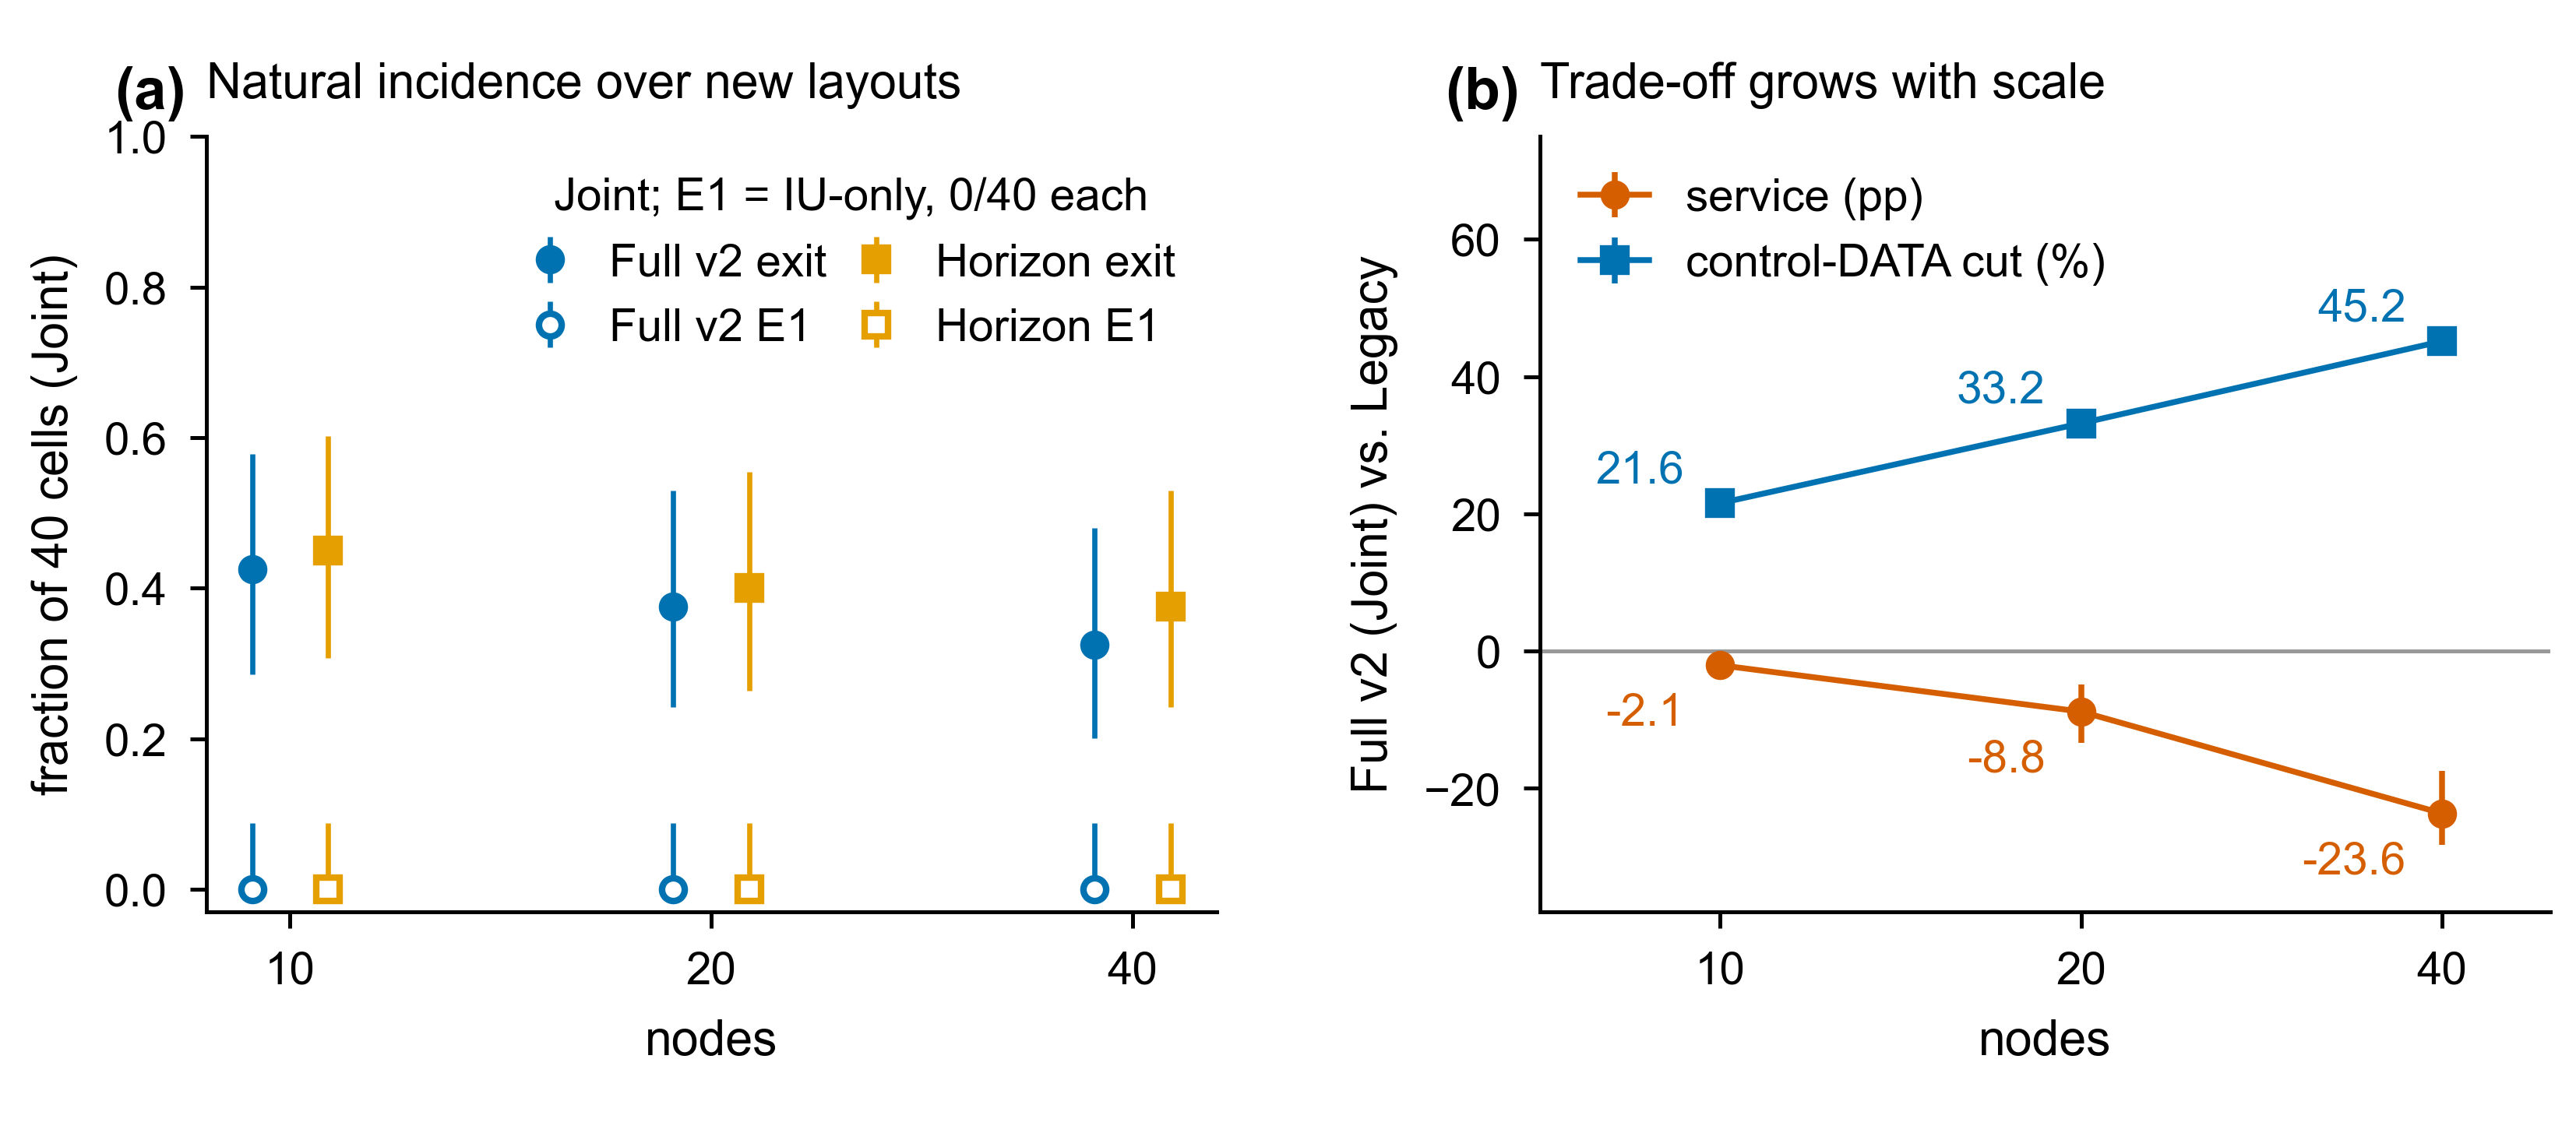 (a) Natural incidence over new layouts
1.0
0.8
0.6
0.4
0.2
0.0
fraction of 40 cells (Joint)
Joint; E1 = IU-only, 0/40 each
Full v2 exit
Horizon exit
Full v2 E1
Horizon E1
10
20
40
nodes
(b) Trade-off grows with scale
60
40
20
0
−20
Full v2 (Joint) vs. Legacy
service (pp)
control-DATA cut (%)
21.6
33.2
45.2
-2.1
-8.8
-23.6
10
20
40
nodes